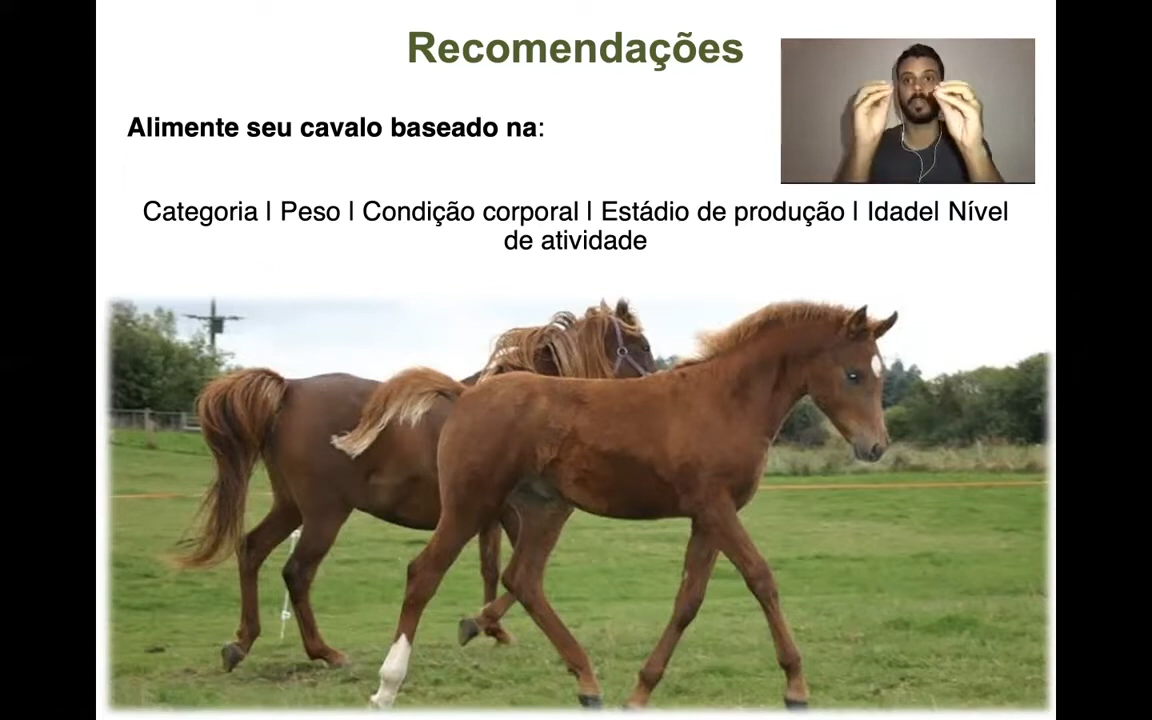 Recomendações
Alimente seu cavalo baseado na:
Categoria l Peso l Condição corporal l Estádio de produção l Idadel Nível
de atividade